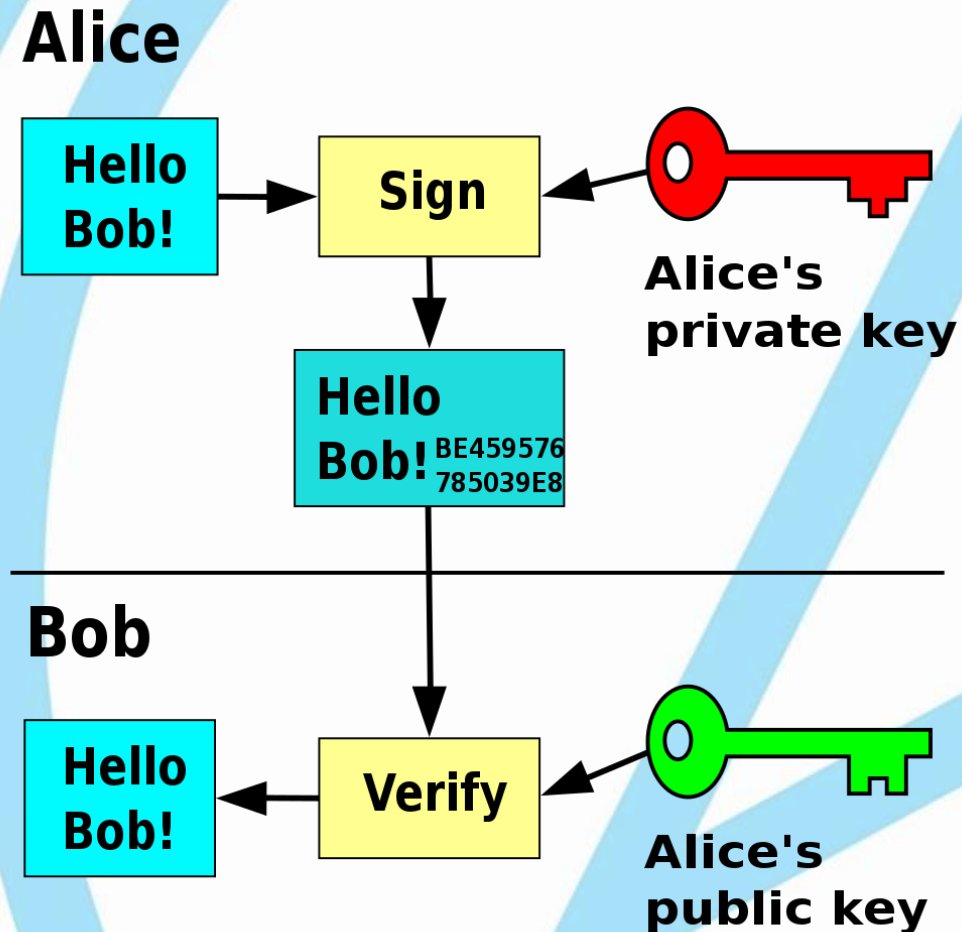 Alice
Hello
Bob!
Sign
Alice's
private key
Hello
Bob! BE459576
785039E8
Bob
Hello
Bob!
Verify
Alice's
public key